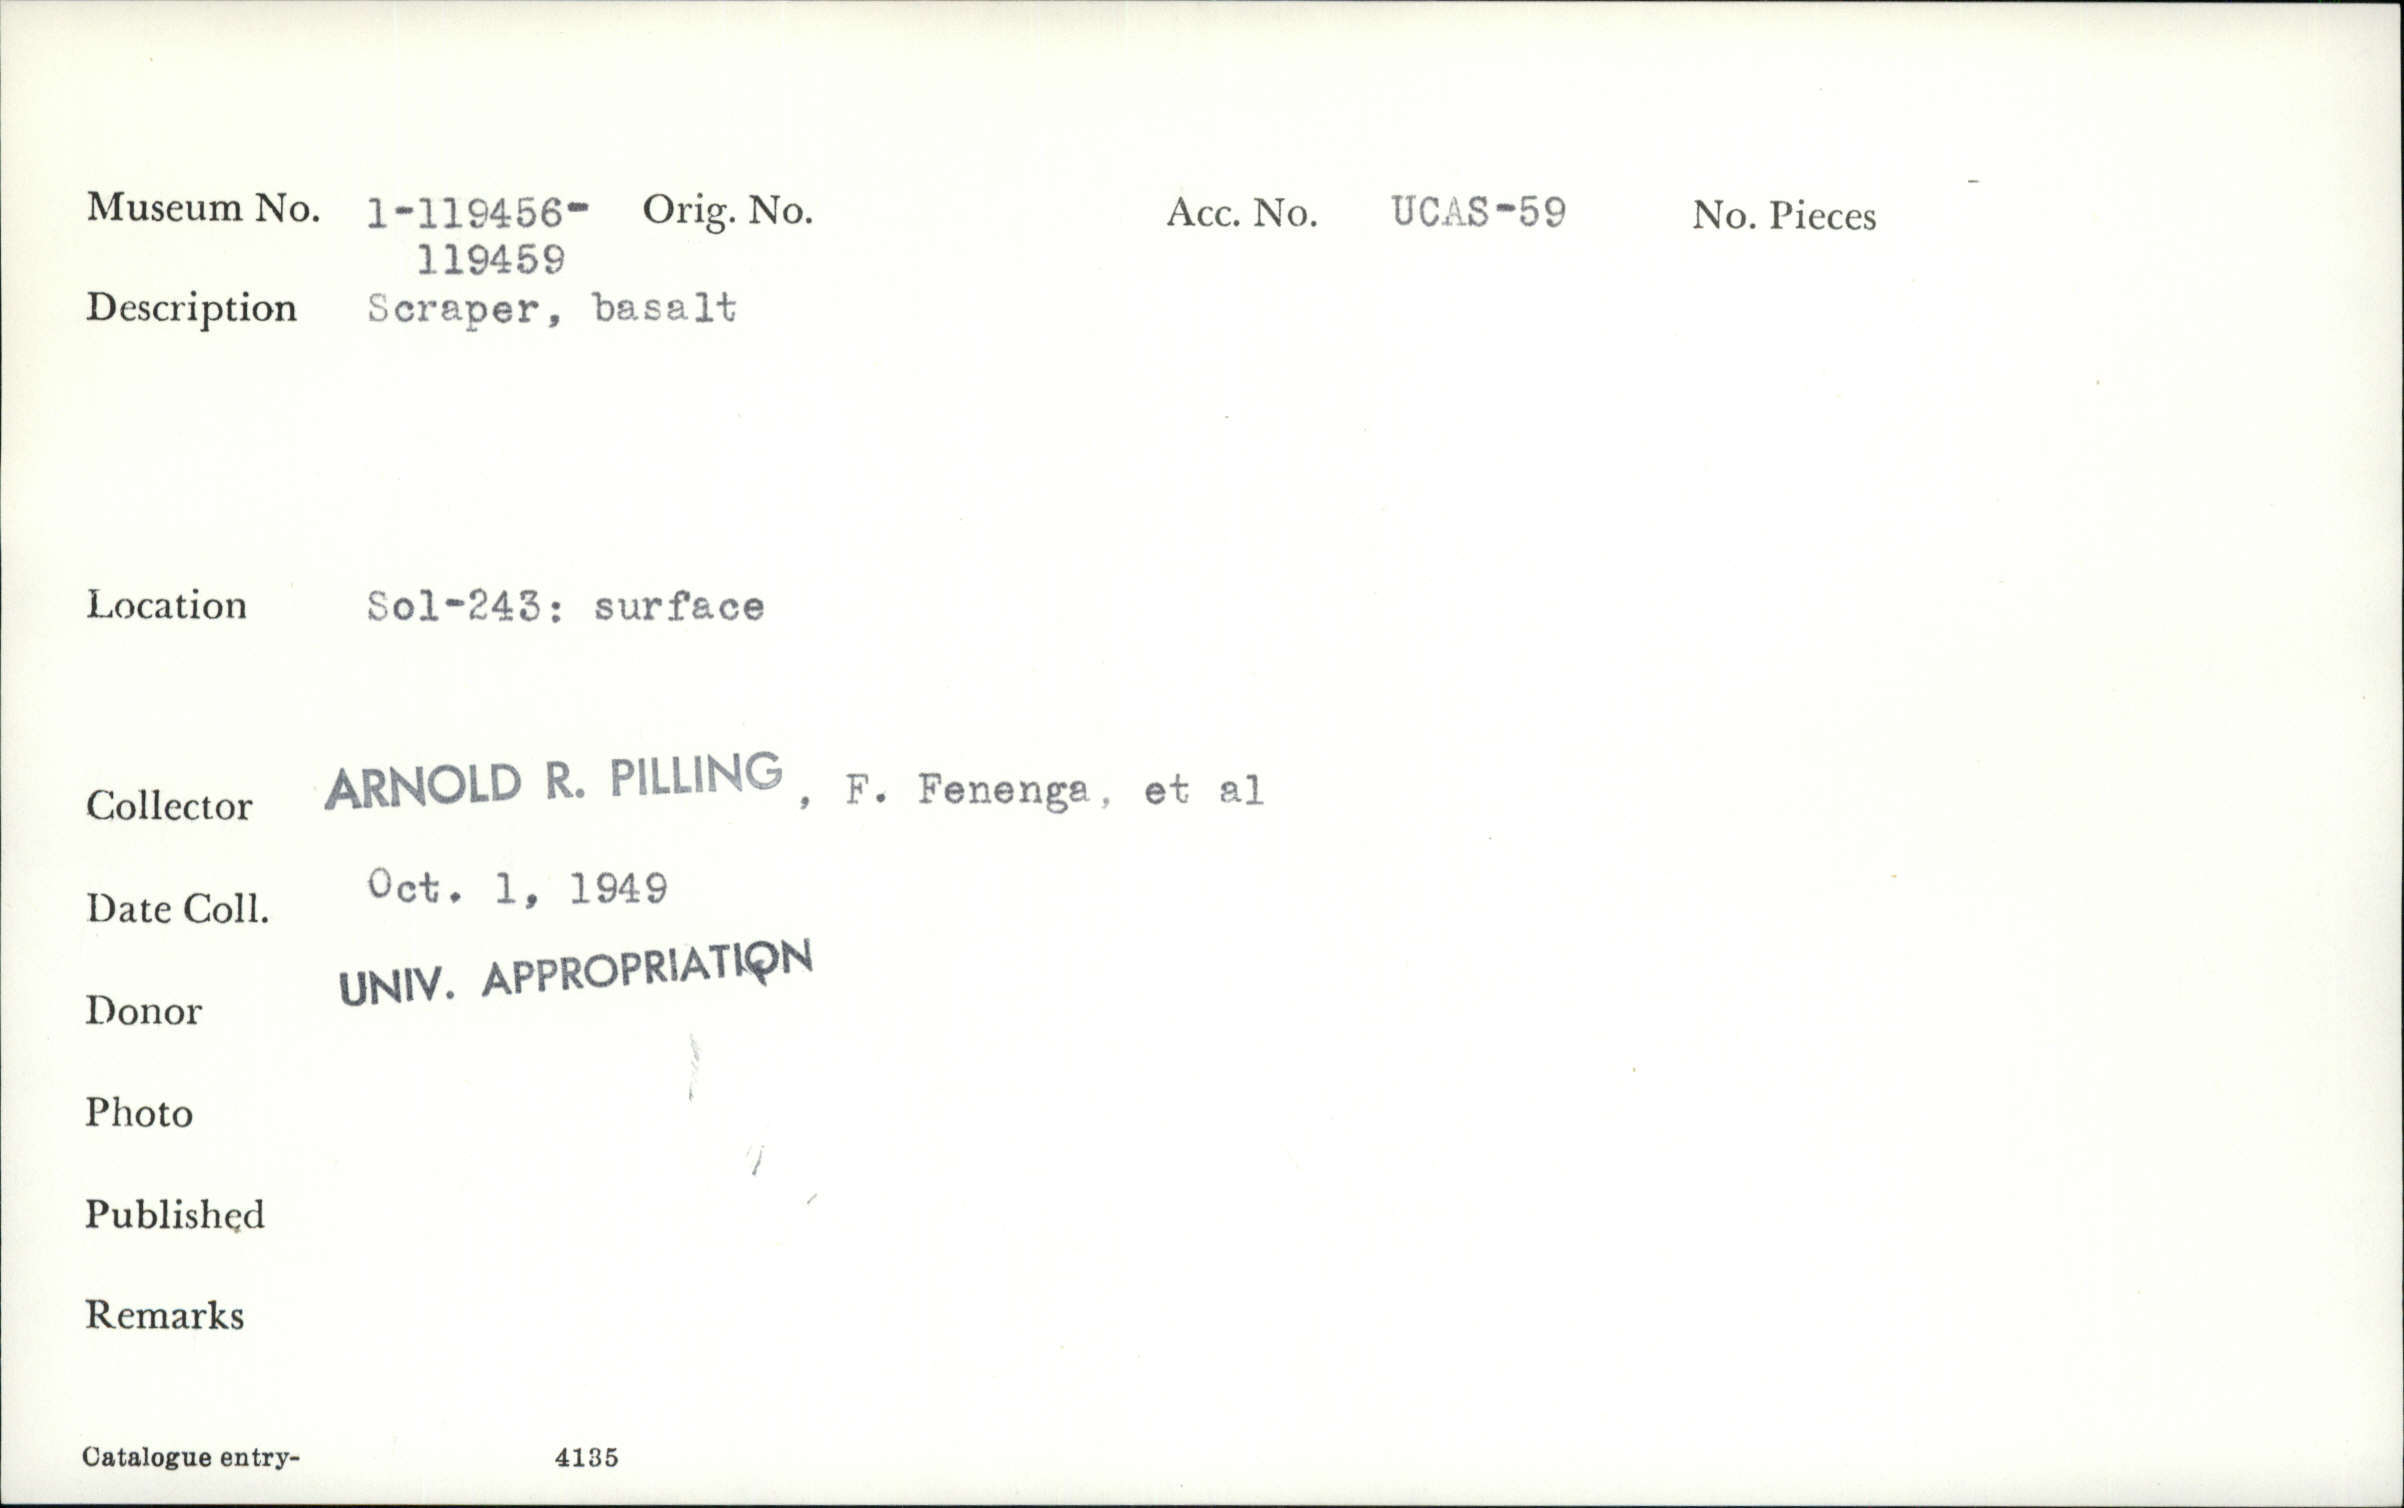 Museum No. 1-119456- Orig. No. Acc. No. UCAS-59 No. Pieces
119459
Description Scraper, basalt
Location Sol-243: surface
Collector ARNOLD R. PILLING, F. Fenenga, et al
Date Coll. Oct. 1, 1949
Donor UNIV. APPROPRIATION
Photo
Published
Remarks
Catalogue entry- 4135